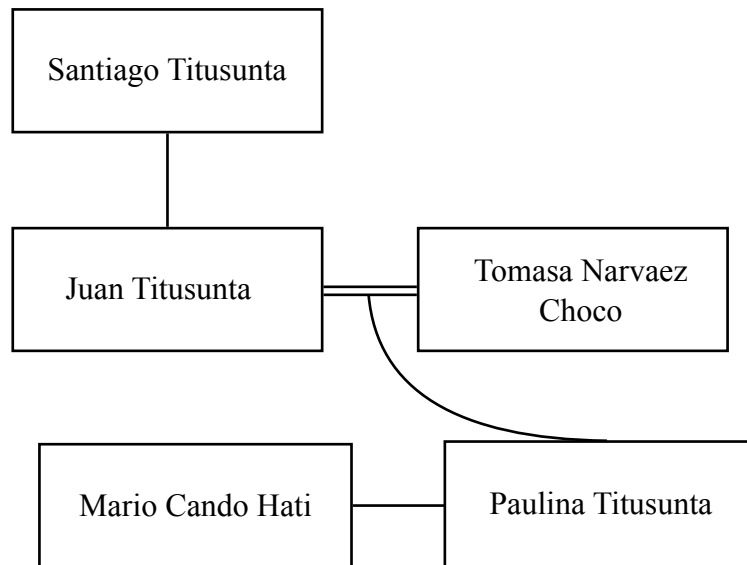 Santiago Titusunta
Juan Titusunta
Tomasa Narvaez
Choco
Mario Cando Hati
Paulina Titusunta